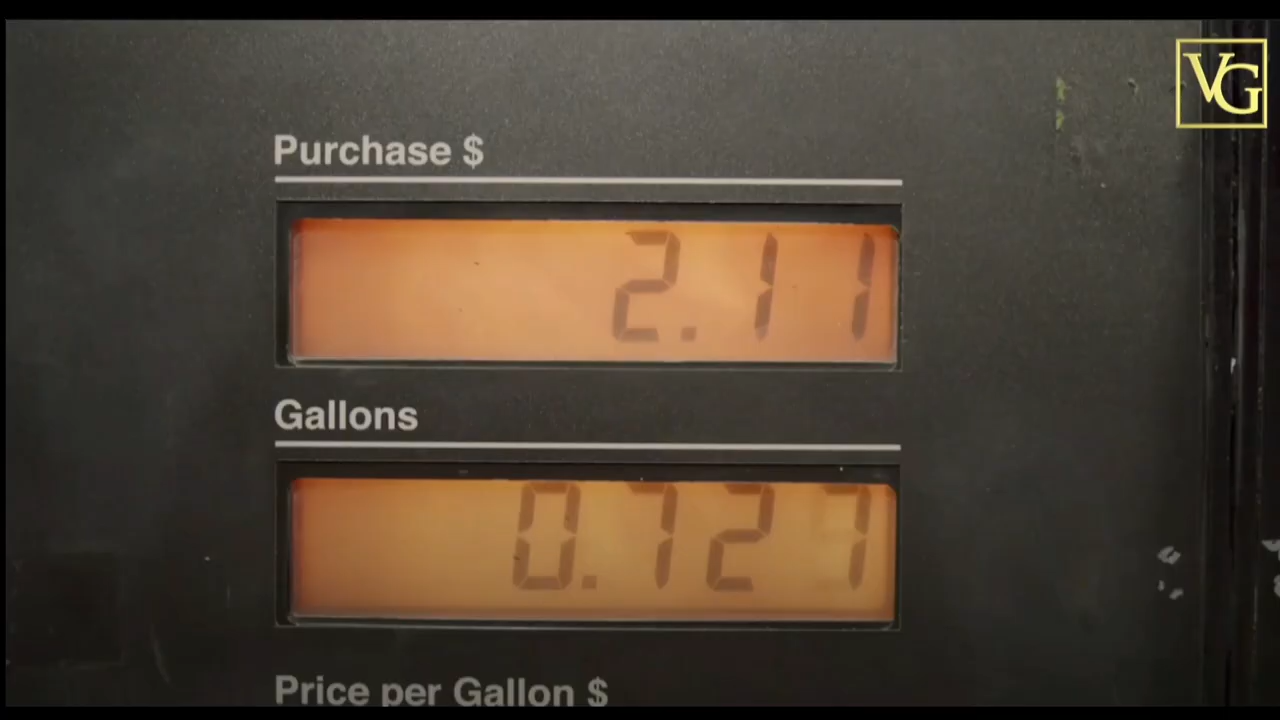 VG
Purchase $
2.11
Gallons
0.727
Price per Gallon $